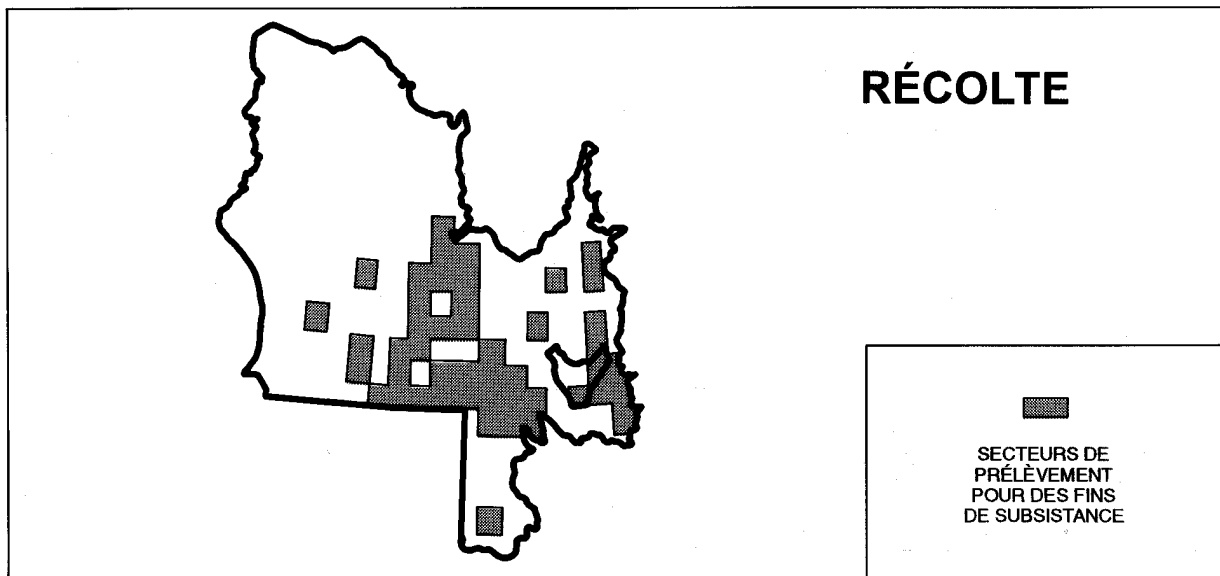 RÉCOLTE
SECTEURS DE
PRÉLÈVEMENT
POUR DES FINS
DE SUBSISTANCE